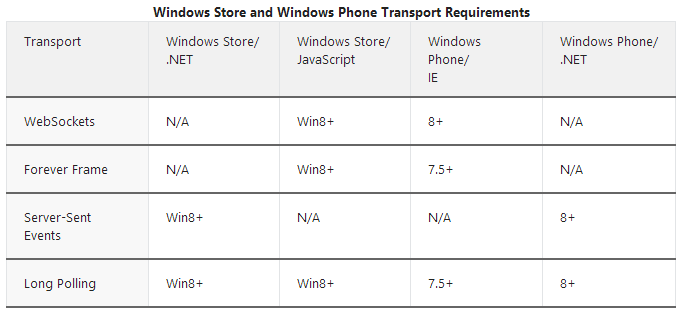 Windows Store and Windows Phone Transport Requirements
Transport Windows Store/ Windows Store/ Windows Windows Phone/
.NET JavaScript Phone/ .NET
IE
WebSockets N/A Win8+ 8+ N/A
Forever Frame N/A Win8+ 7.5+ N/A
Server-Sent Win8+ N/A N/A 8+
Events
Long Polling Win8+ Win8+ 7.5+ 8+